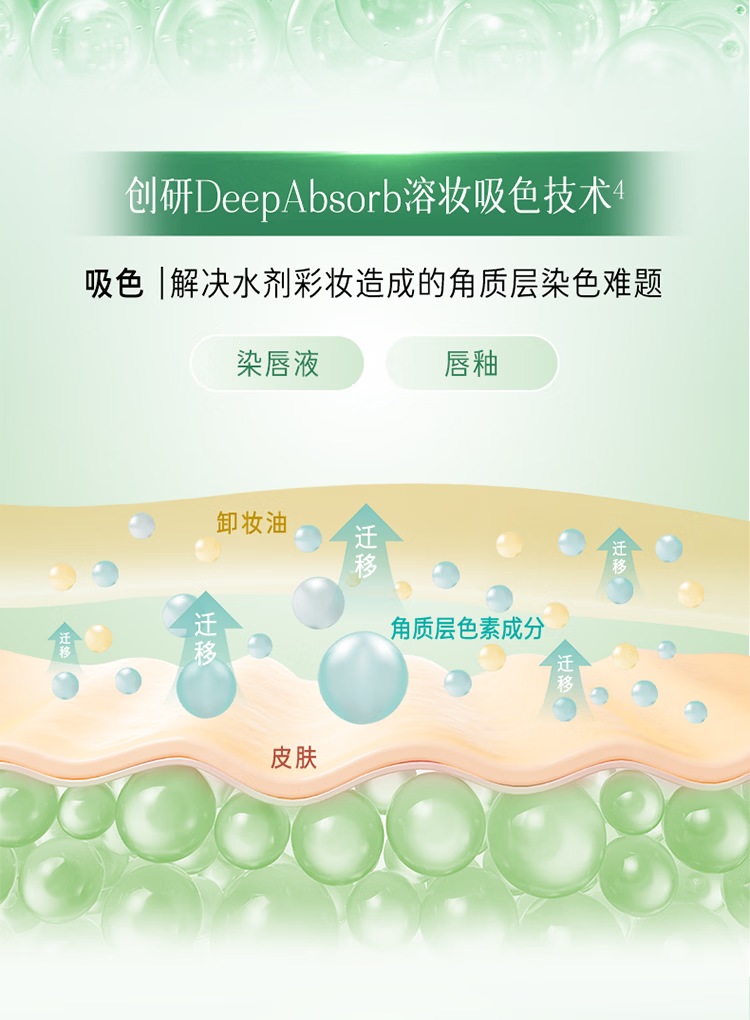 创研DeepAbsorb溶妆吸色技术4
吸色 |解决水剂彩妆造成的角质层染色难题
染唇液 唇釉
卸妆油
迁移
迁移
迁移
迁移
角质层色素成分
迁移
皮肤